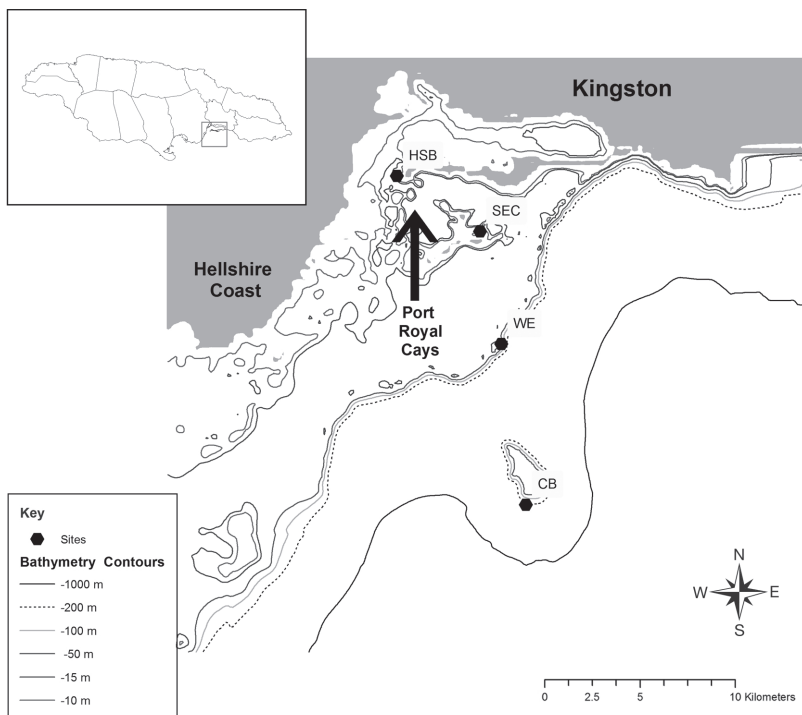 Kingston
HSB
SEC
Hellshire
Coast
Port
Royal
Cays
WE
CB
Key
Sites
Bathymetry Contours
-1000 m
-200 m
-100 m
-50 m
-15 m
-10 m
N
W E
S
0 2.5 5 10 Kilometers